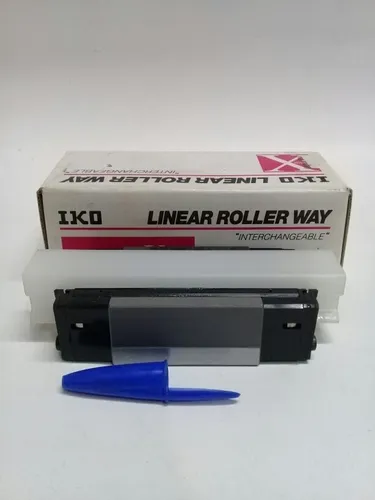 IKO LINEAR ROLLER WAY
"INTERCHANGEABLE"
X
IKO LINEAR ROLLER WAY
"INTERCHANGEABLE"